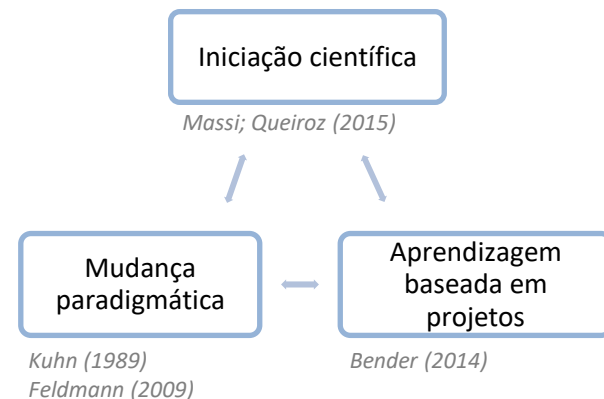 Iniciação científica
Massi; Queiroz (2015)
Mudança
paradigmática
Kuhn (1989)
Feldmann (2009)
Aprendizagem
baseada em
projetos
Bender (2014)